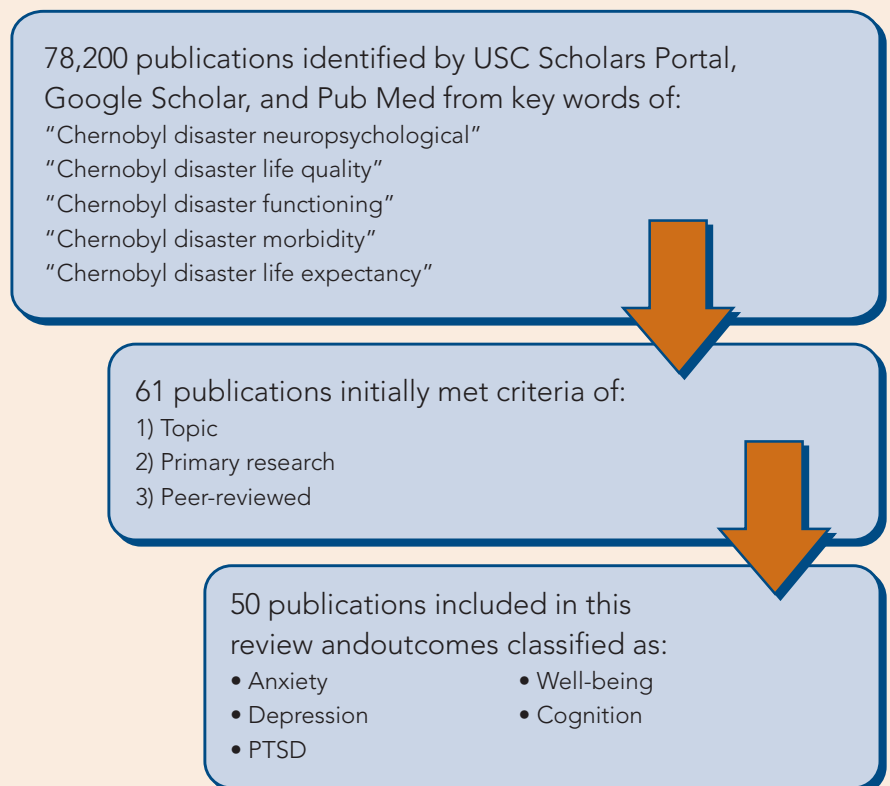 78,200 publications identified by USC Scholars Portal,
Google Scholar, and Pub Med from key words of:
“Chernobyl disaster neuropsychological”
“Chernobyl disaster life quality”
“Chernobyl disaster functioning”
“Chernobyl disaster morbidity”
“Chernobyl disaster life expectancy”
61 publications initially met criteria of:
1) Topic
2) Primary research
3) Peer-reviewed
50 publications included in this
review andoutcomes classified as:
• Anxiety
• Depression
• PTSD
• Well-being
• Cognition